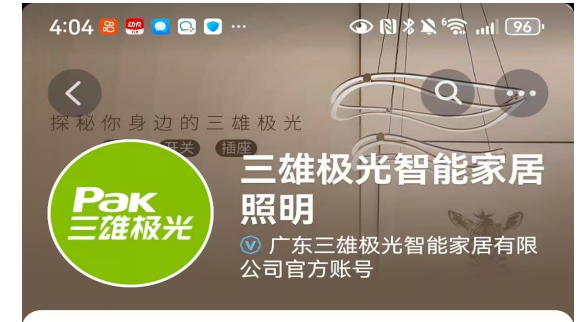 4:04
96
探秘你身边的三雄极光
开关 插座
三雄极光智能家居
照明
Pak
三雄极光
广东三雄极光智能家居有限
公司官方账号